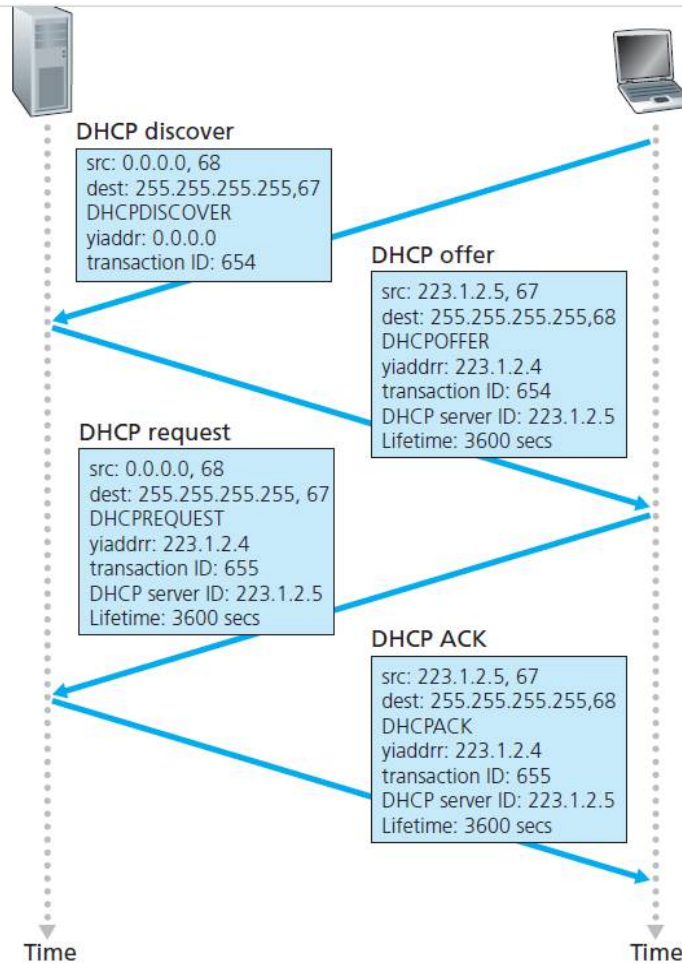 DHCP discover
src: 0.0.0.0, 68
dest: 255.255.255.255,67
DHCPDISCOVER
yiaddr: 0.0.0.0
transaction ID: 654
DHCP offer
src: 223.1.2.5, 67
dest: 255.255.255.255,68
DHCPOFFER
yiaddrr: 223.1.2.4
transaction ID: 654
DHCP server ID: 223.1.2.5
Lifetime: 3600 secs
DHCP request
src: 0.0.0.0, 68
dest: 255.255.255.255, 67
DHCPREQUEST
yiaddrr: 223.1.2.4
transaction ID: 655
DHCP server ID: 223.1.2.5
Lifetime: 3600 secs
DHCP ACK
src: 223.1.2.5, 67
dest: 255.255.255.255,68
DHCPACK
yiaddrr: 223.1.2.4
transaction ID: 655
DHCP server ID: 223.1.2.5
Lifetime: 3600 secs
Time
Time